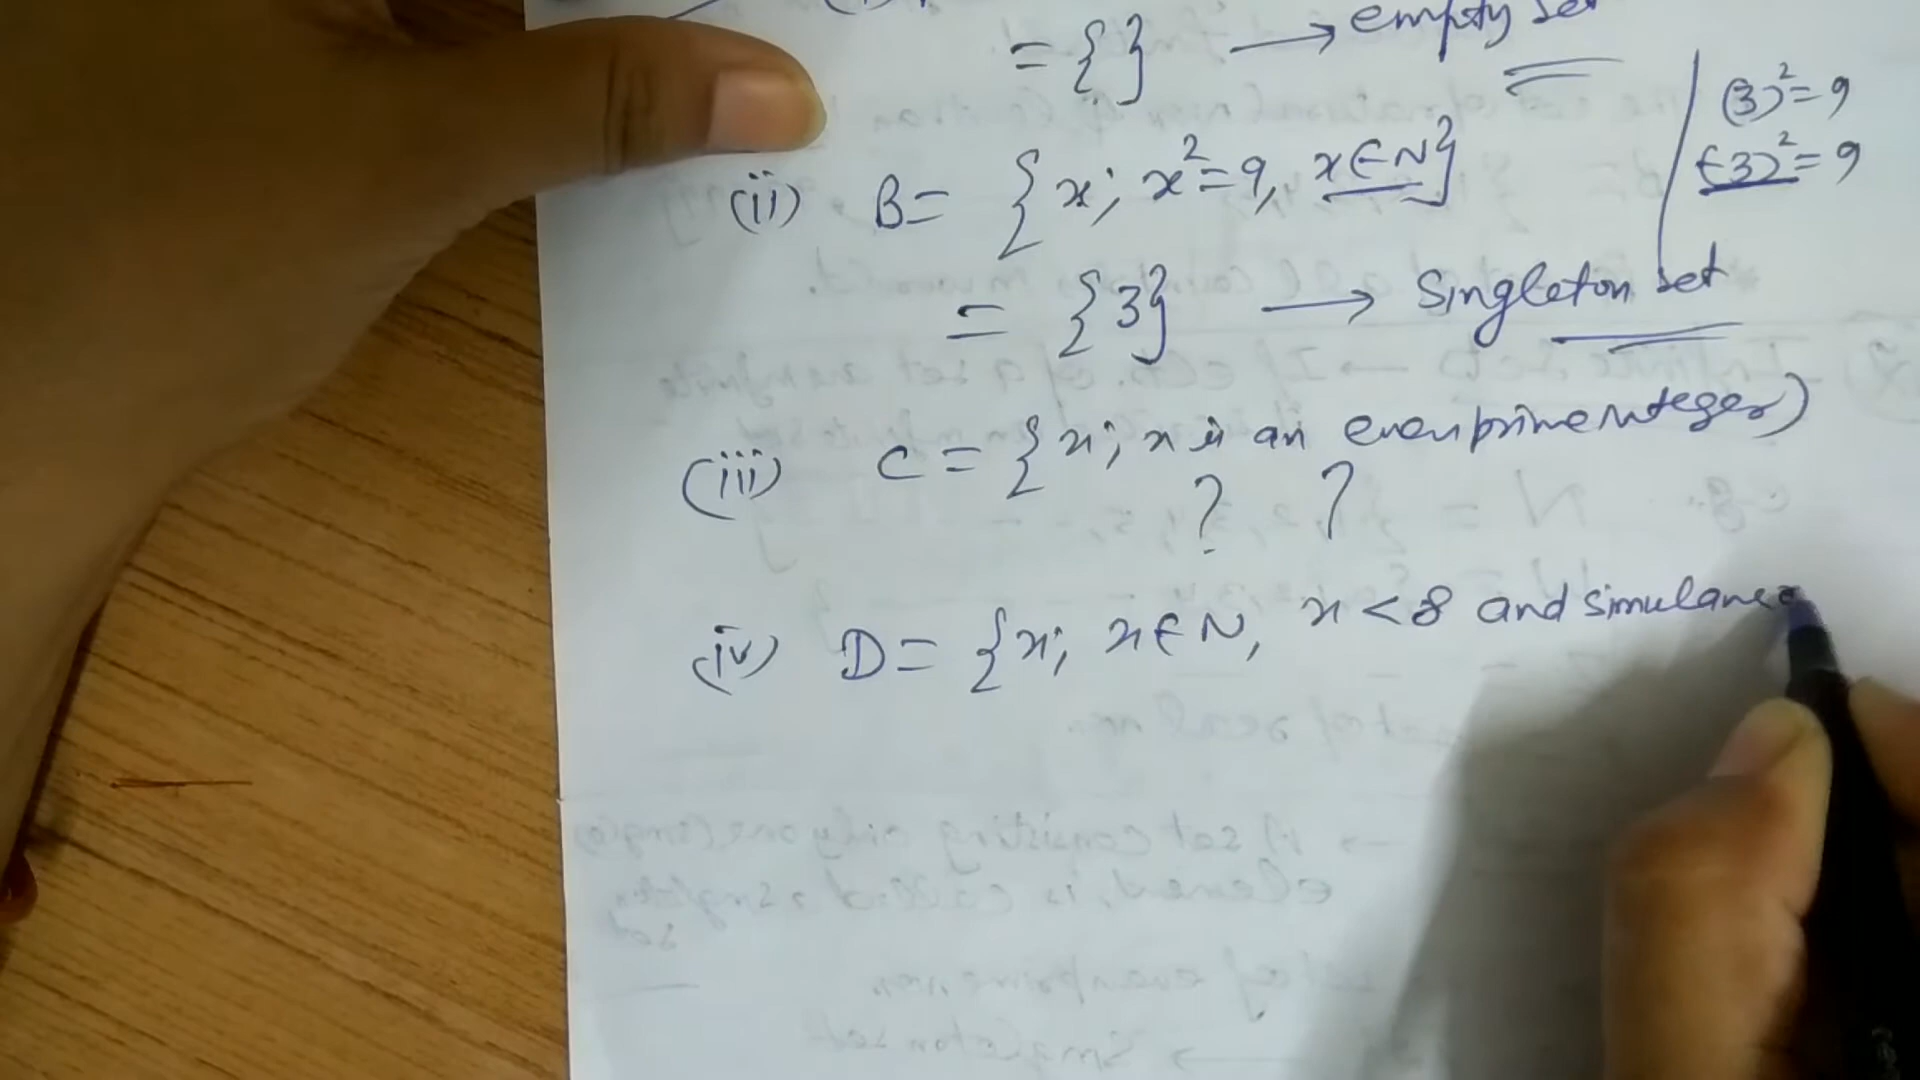 = { } → empty set
(3)² = 9
(-3)² = 9
(ii) B = { x; x² = 9, x ∈ N }
= {3} → Singleton set
(iii) C = { x; x is an even prime integer)
? ?
(iv) D = { x; x ∈ N, x < 8 and simulaneo